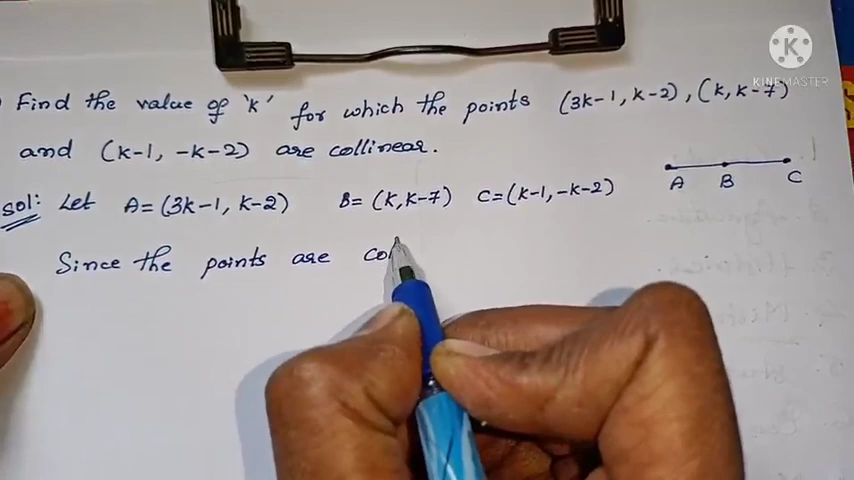 KINEMASTER
Find the value of 'k' for which the points (3k-1, k-2), (k, k-7)
and (k-1, -k-2) are collinear.
Sol: Let A=(3k-1, k-2) B=(k, k-7) C=(k-1, -k-2)
A B C
Since the points are co